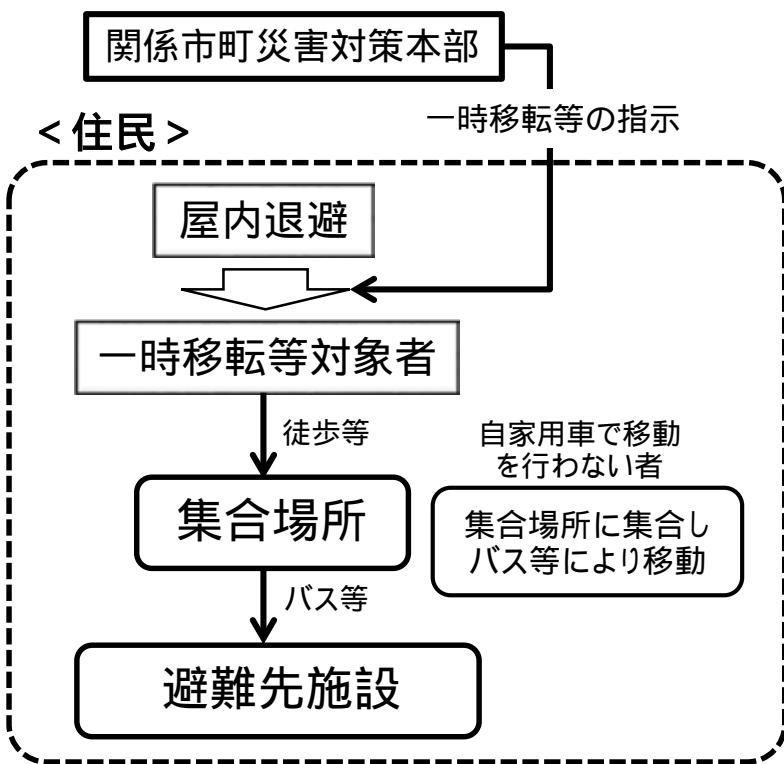 関係市町災害対策本部
一時移転等の指示
<住民>
屋内退避
一時移転等対象者
徒歩等
自家用車で移動
を行わない者
集合場所
集合場所に集合し
バス等により移動
バス等
避難先施設